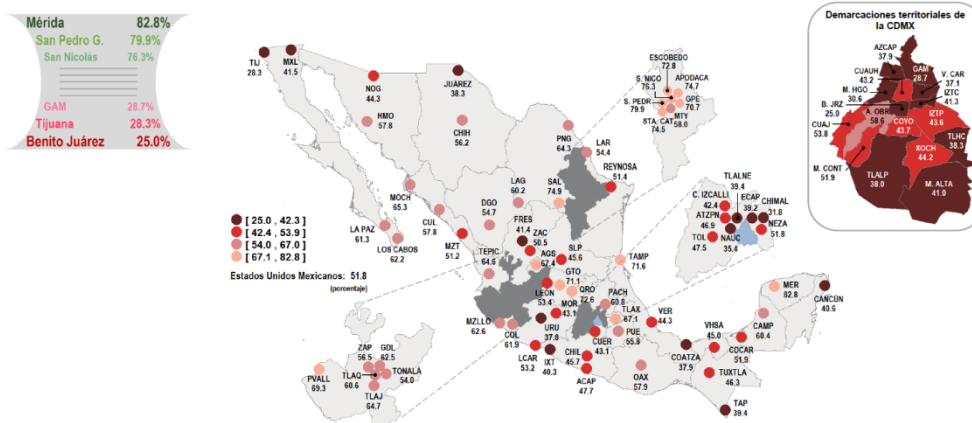 Mérida 82.8%
San Pedro G. 79.9%
San Nicolás 76.3%
GAM 28.7%
Tijuana 28.3%
Benito Juárez 25.0%
TIJ
28.3
MXL
41.5
NOG
44.3
JUÁREZ
38.3
HMO
57.8
CHIH
56.2
PNG
64.3
LAR
54.4
REYNOSA
51.4
ESCOBEDO
72.8
APODACA
74.7
S. NICO
76.3
GPE
70.7
S. PEDR
79.9
MTY
58.0
STA. CAT
74.5
MOCH
65.3
CUL
57.8
LA PAZ
61.3
LOS CABOS
62.2
MZT
51.2
DGO
54.7
LAG
60.2
SAL
74.9
FRES
41.4
ZAC
50.5
AGS
67.4
SLP
45.6
TEPIC
64.6
GTO
71.1
LEÓN
53.4
QRO
72.6
MOR
43.1
PACH
60.8
TAMP
71.6
TLAX
67.1
PUE
55.8
VER
44.3
MZLLO
62.6
COL
61.9
URU
37.8
LCAR
53.2
IXT
40.3
CHIL
45.7
CUER
43.1
ACAP
47.7
OAX
57.9
COATZA
37.9
VHSA
45.0
TUXTLA
46.3
TAP
39.4
CDCAR
51.9
CAMP
60.4
MER
82.8
CANCÚN
40.6
TLALNE
39.4
C. IZCALLI
42.4
ECAP
39.2
CHIMAL
31.8
ATZPN
46.9
NEZA
51.8
TOL
47.5
NAUC
35.4
[ 25.0 , 42.3]
[ 42.4 , 53.9]
[ 54.0 , 67.0]
[ 67.1 , 82.8]
Estados Unidos Mexicanos: 51.8
(porcentaje)
ZAP
56.5
GDL
62.5
TLAQ
60.6
TONALÁ
54.0
PVALL
69.3
TLAJ
64.7
Demarcaciones territoriales de
la CDMX
AZCAP
37.9
GAM
28.7
CUAUH
43.2
V. CAR
37.1
M. HGO
30.6
IZTC
41.3
B. JRZ
25.0
A. OBR
58.6
IZTP
43.6
COYO
43.7
CUAJ
53.8
TLHC
38.3
XOCH
44.2
M. CONT
51.9
TLALP
38.0
M. ALTA
41.0